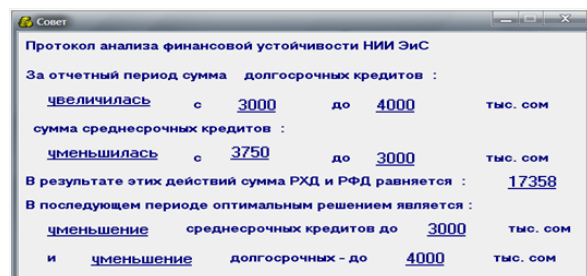 Совет
Протокол анализа финансовой устойчивости НИИ ЭиС
За отчетный период сумма долгосрочных кредитов :
увеличилась с 3000 до 4000 тыс. сом
сумма среднесрочных кредитов :
уменьшилась с 3750 до 3000 тыс. сом
В результате этих действий сумма РХД и РФД равняется : 17358
В последующем периоде оптимальным решением является :
уменьшение среднесрочных кредитов до 3000 тыс. сом
и уменьшение долгосрочных - до 4000 тыс. сом